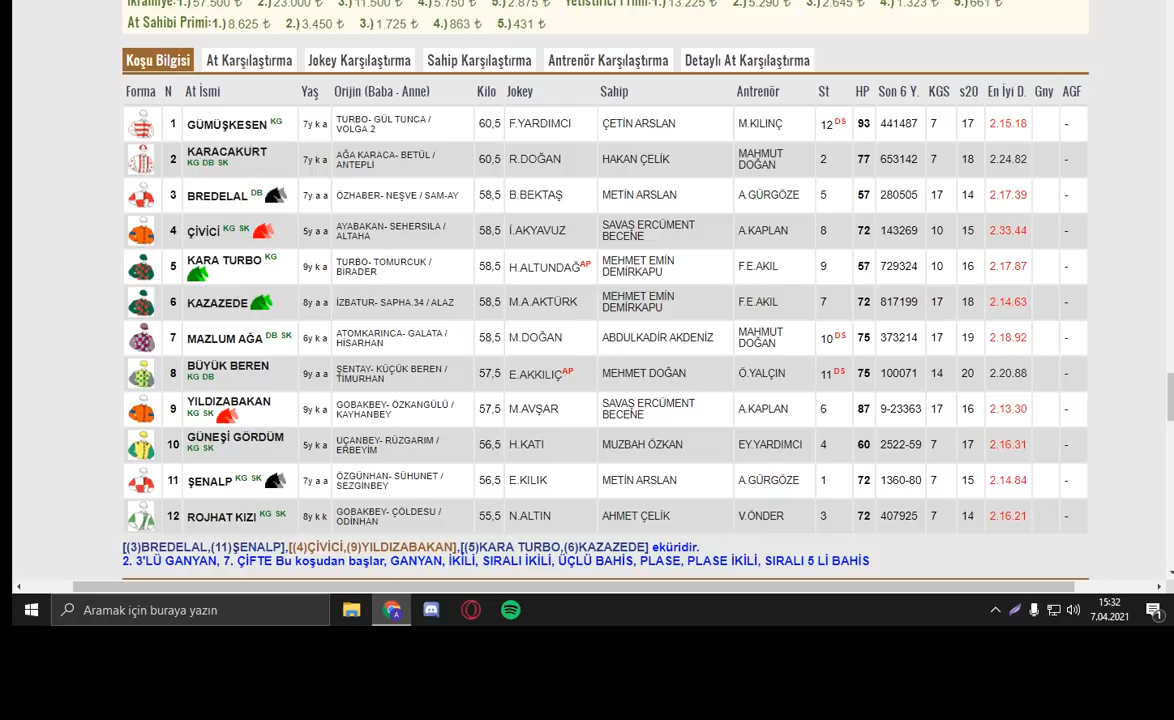 İkramiye:1.)57.500 ₺ 2.)23.000 ₺ 3.)11.500 ₺ 4.)5.750 ₺ 5.)2.875 ₺ Yetiştirici Primi:1.)13.225 ₺ 2.)5.290 ₺ 3.)2.645 ₺ 4.)1.323 ₺ 5.)661 ₺
At Sahibi Primi:1.)8.625 ₺ 2.)3.450 ₺ 3.)1.725 ₺ 4.)863 ₺ 5.)431 ₺
Koşu Bilgisi At Karşılaştırma Jokey Karşılaştırma Sahip Karşılaştırma Antrenör Karşılaştırma Detaylı At Karşılaştırma
Forma N At İsmi Yaş Orijin (Baba - Anne) Kilo Jokey Sahip Antrenör St HP Son 6 Y. KGS s20 En İyi D. Gny AGF
1 GÜMÜŞKESEN KG 7y k a TURBO- GÜL TUNCA / VOLGA.2 60,5 F.YARDIMCI ÇETİN ARSLAN M.KILINÇ 12 DS 93 441487 7 17 2.15.18 -
2 KARACAKURT KG DB SK 7y k a AĞA KARACA- BETÜL / ANTEPLİ 60,5 R.DOĞAN HAKAN ÇELİK MAHMUT DOĞAN 2 77 653142 7 18 2.24.82 -
3 BREDELAL DB 7y a a ÖZHABER- NEŞVE / SAM-AY 58,5 B.BEKTAŞ METİN ARSLAN A.GÜRGÖZE 5 57 280505 17 14 2.17.39 -
4 ÇİVİCİ KG SK 5y a a AYABAKAN- SEHERSILA / ALTAHA 58,5 İ.AKYAVUZ SAVAŞ ERCÜMENT BECENE A.KAPLAN 8 72 143269 10 15 2.33.44 -
5 KARA TURBO KG 9y k a TURBO- TOMURCUK / BİRADER 58,5 H.ALTUNDAĞ AP MEHMET EMİN DEMİRKAPU F.E.AKIL 9 57 729324 10 16 2.17.87 -
6 KAZAZEDE 8y a a İZBATUR- SAPHA.34 / ALAZ 58,5 M.A.AKTÜRK MEHMET EMİN DEMİRKAPU F.E.AKIL 7 72 817199 17 18 2.14.63 -
7 MAZLUM AĞA DB SK 6y k a ATOMKARINCA- GALATA / HİSARHAN 58,5 M.DOĞAN ABDULKADİR AKDENİZ MAHMUT DOĞAN 10 DS 75 373214 17 19 2.18.92 -
8 BÜYÜK BEREN KG DB 9y a a ŞENTAY- KÜÇÜK BEREN / TİMURHAN 57,5 E.AKKILIÇ AP MEHMET DOĞAN Ö.YALÇIN 11 DS 75 100071 14 20 2.20.88 -
9 YILDIZABAKAN KG SK 9y k a GOBAKBEY- ÖZKANGÜLÜ / KAYHANBEY 57,5 M.AVŞAR SAVAŞ ERCÜMENT BECENE A.KAPLAN 6 87 9-23363 17 16 2.13.30 -
10 GÜNEŞİ GÖRDÜM KG SK 5y k a UÇANBEY- RÜZGARIM / ERBEYİM 56,5 H.KATI MUZBAH ÖZKAN EY.YARDIMCI 4 60 2522-59 7 17 2.16.31 -
11 ŞENALP KG SK 7y a a ÖZGÜNHAN- SÜHUNET / SEZGİNBEY 56,5 E.KILIK METİN ARSLAN A.GÜRGÖZE 1 72 1360-80 7 15 2.14.84 -
12 ROJHAT KIZI KG SK 8y k k GOBAKBEY- ÇÖLDESU / ODİNHAN 55,5 N.ALTIN AHMET ÇELİK V.ÖNDER 3 72 407925 7 14 2.16.21 -
[(3)BREDELAL,(11)ŞENALP],[(4)ÇİVİCİ,(9)YILDIZABAKAN],[(5)KARA TURBO,(6)KAZAZEDE] eküridir.
2. 3'LÜ GANYAN, 7. ÇİFTE Bu koşudan başlar, GANYAN, İKİLİ, SIRALI İKİLİ, ÜÇLÜ BAHİS, PLASE, PLASE İKİLİ, SIRALI 5 Lİ BAHİS
Aramak için buraya yazın
15:32
7.04.2021
1